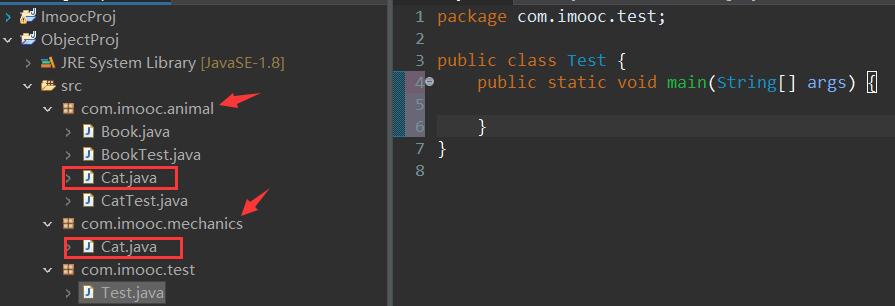 ImoocProj
ObjectProj
JRE System Library [JavaSE-1.8]
src
com.imooc.animal
Book.java
BookTest.java
Cat.java
CatTest.java
com.imooc.mechanics
Cat.java
com.imooc.test
Test.java
1 package com.imooc.test;
2
3 public class Test {
4 public static void main(String[] args) {
5
6 }
7 }
8